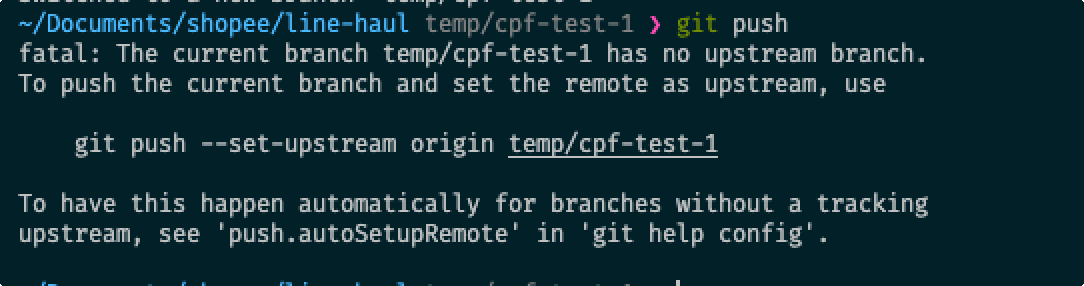 ~/Documents/shopee/line-haul temp/cpf-test-1 ❯ git push
fatal: The current branch temp/cpf-test-1 has no upstream branch.
To push the current branch and set the remote as upstream, use
git push --set-upstream origin temp/cpf-test-1
To have this happen automatically for branches without a tracking
upstream, see 'push.autoSetupRemote' in 'git help config'.